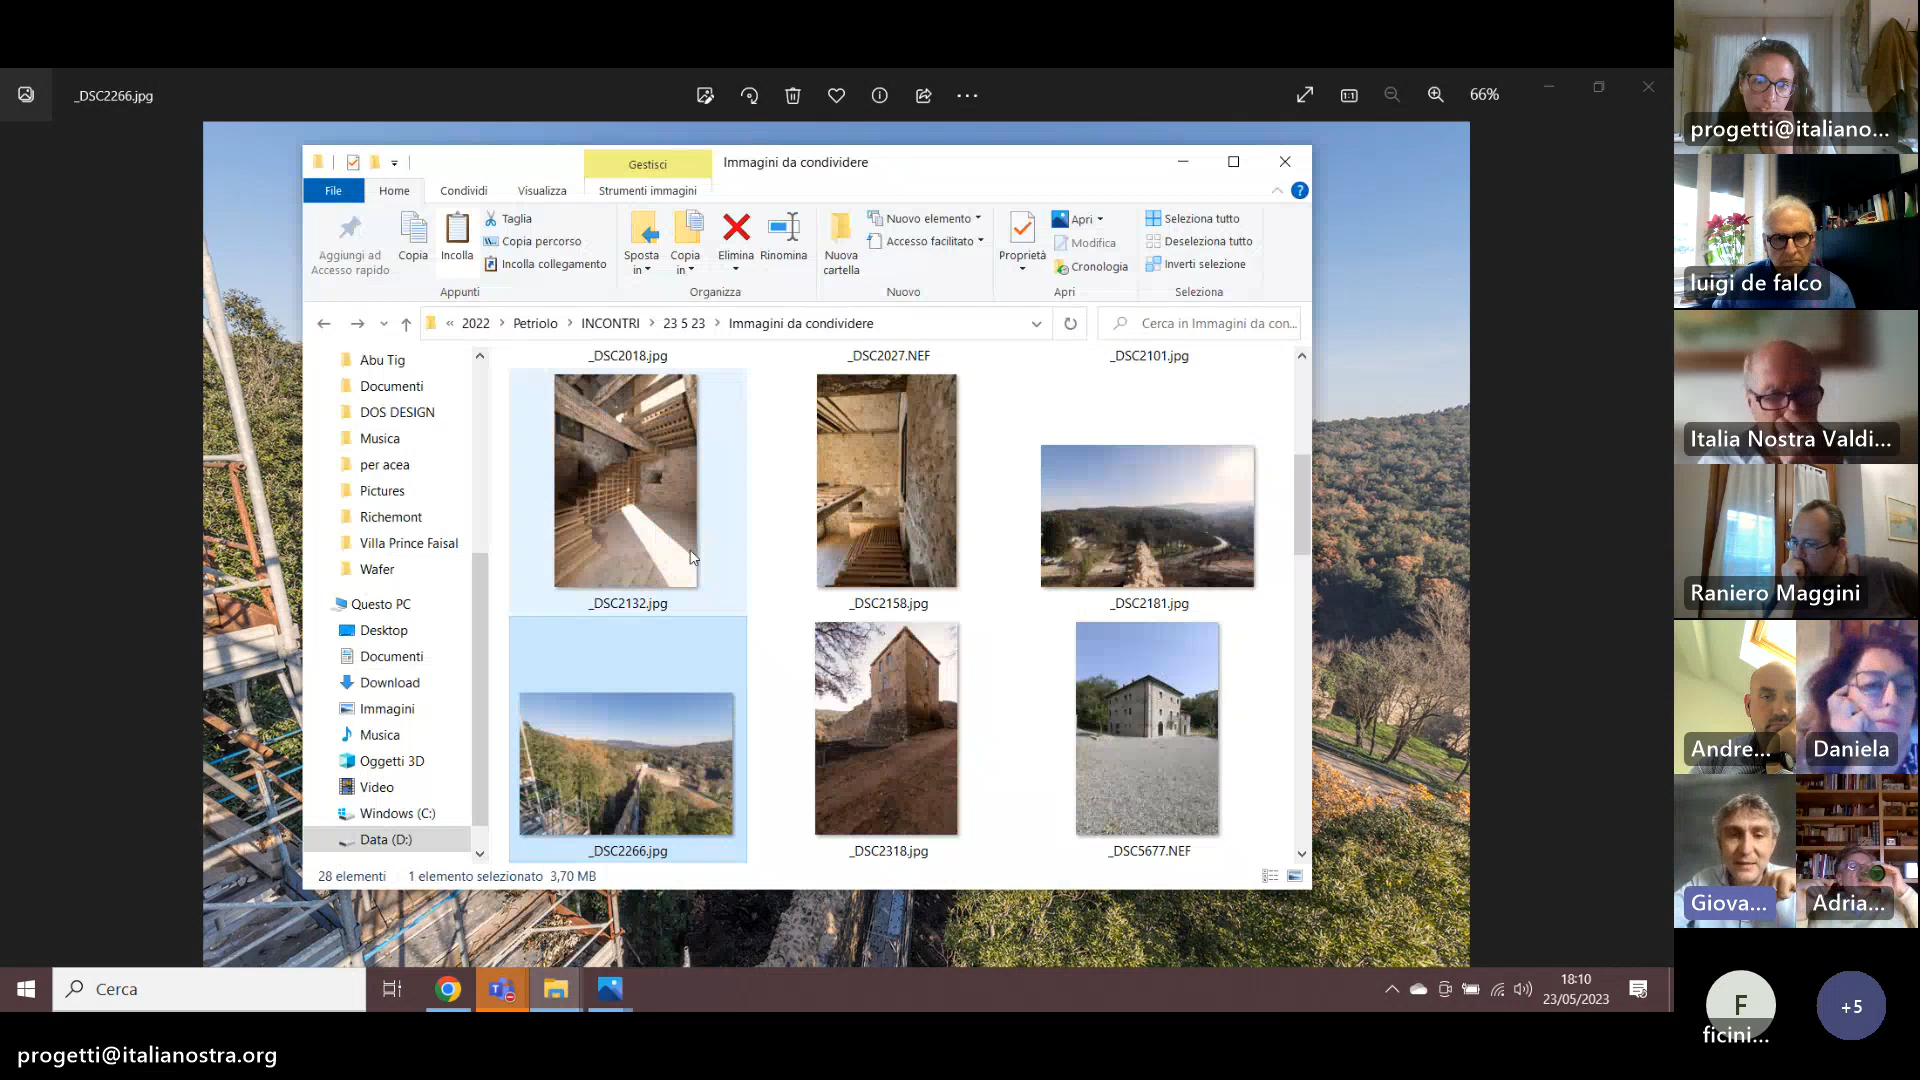 _DSC2266.jpg
66%
Gestisci
Immagini da condividere
File
Home
Condividi
Visualizza
Strumenti immagini
Aggiungi ad
Accesso rapido
Copia
Incolla
Taglia
Copia percorso
Incolla collegamento
Appunti
Sposta
in
Copia
in
Elimina
Rinomina
Organizza
Nuova
cartella
Nuovo elemento
Accesso facilitato
Nuovo
Proprietà
Apri
Modifica
Cronologia
Apri
Seleziona tutto
Deseleziona tutto
Inverti selezione
Seleziona
« 2022 > Petriolo > INCONTRI > 23 5 23 > Immagini da condividere
Cerca in Immagini da con...
Abu Tig
Documenti
DOS DESIGN
Musica
per acea
Pictures
Richemont
Villa Prince Faisal
Wafer
Questo PC
Desktop
Documenti
Download
Immagini
Musica
Oggetti 3D
Video
Windows (C:)
Data (D:)
_DSC2018.jpg
_DSC2027.NEF
_DSC2101.jpg
_DSC2132.jpg
_DSC2158.jpg
_DSC2181.jpg
_DSC2266.jpg
_DSC2318.jpg
_DSC5677.NEF
28 elementi
1 elemento selezionato 3,70 MB
Cerca
18:10
23/05/2023
progetti@italianostra.org
progetti@italiano...
luigi de falco
Italia Nostra Valdi...
Raniero Maggini
Andre...
Daniela
Giova...
Adria...
F
ficini...
+5